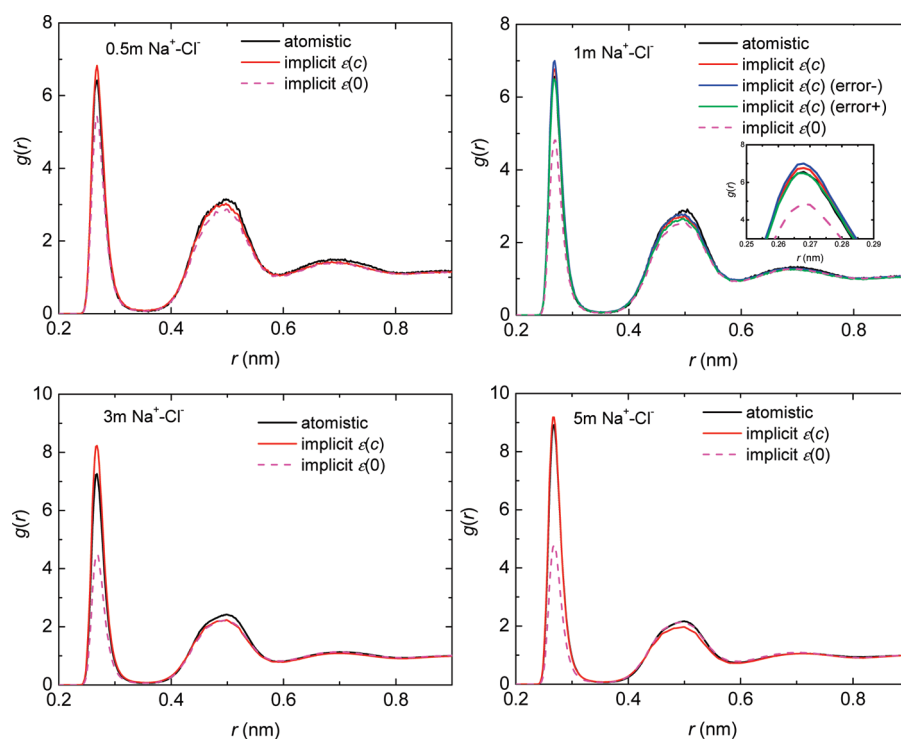 0.5m Na⁺-Cl⁻
atomistic
implicit ε(c)
implicit ε(0)
8
6
4
2
0
g(r)
0.2 0.4 0.6 0.8
r (nm)
1m Na⁺-Cl⁻
atomistic
implicit ε(c)
implicit ε(c) (error-)
implicit ε(c) (error+)
implicit ε(0)
8
6
4
2
0
g(r)
7
6
5
4
g(r)
0.25 0.26 0.27 0.28 0.29
r (nm)
0.2 0.4 0.6 0.8
r (nm)
3m Na⁺-Cl⁻
atomistic
implicit ε(c)
implicit ε(0)
10
8
6
4
2
0
g(r)
0.2 0.4 0.6 0.8
r (nm)
5m Na⁺-Cl⁻
atomistic
implicit ε(c)
implicit ε(0)
10
8
6
4
2
0
g(r)
0.2 0.4 0.6 0.8
r (nm)